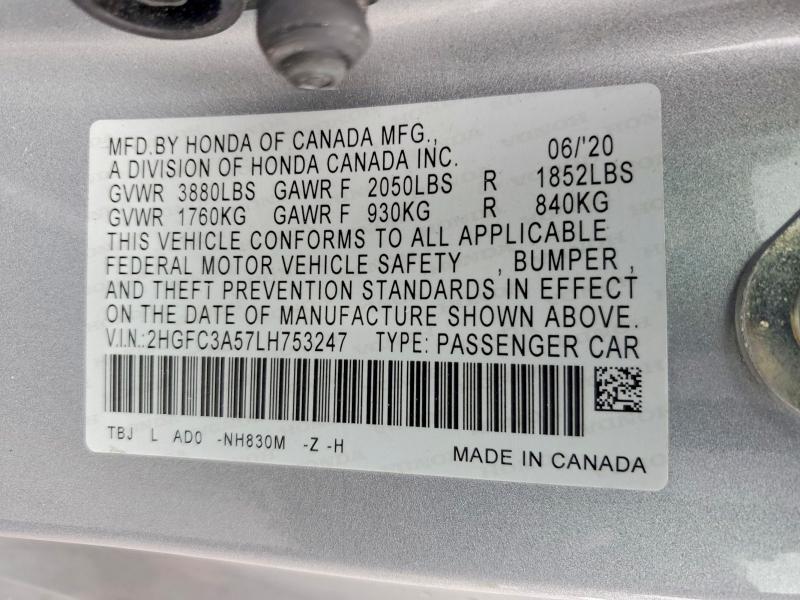 MFD.BY HONDA OF CANADA MFG.,
A DIVISION OF HONDA CANADA INC. 06/'20
GVWR 3880LBS GAWR F 2050LBS R 1852LBS
GVWR 1760KG GAWR F 930KG R 840KG
THIS VEHICLE CONFORMS TO ALL APPLICABLE
FEDERAL MOTOR VEHICLE SAFETY , BUMPER ,
AND THEFT PREVENTION STANDARDS IN EFFECT
ON THE DATE OF MANUFACTURE SHOWN ABOVE.
V.I.N.:2HGFC3A57LH753247 TYPE: PASSENGER CAR
TBJ L AD0 -NH830M -Z -H
MADE IN CANADA